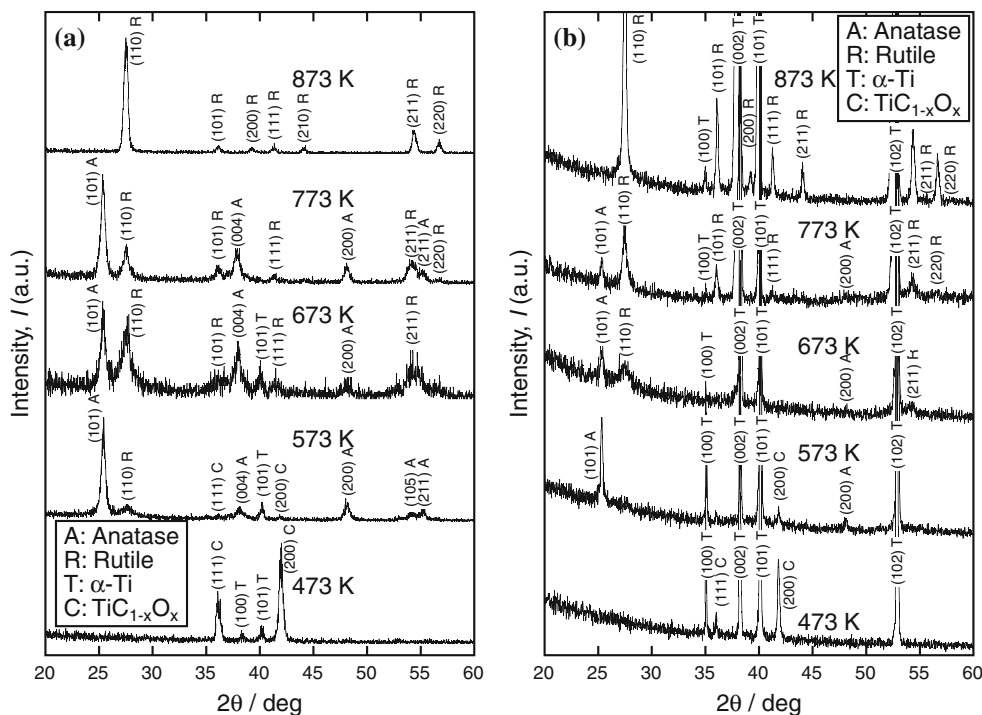 (a)
(110) R
873 K
(101) R
(200) R
(111) R
(210) R
(211) R
(220) R
(101) A
773 K
(110) R
(101) R
(004) A
(111) R
(200) A
(211) R
(211) A
(220) R
673 K
(101) A
(110) R
(101) R
(004) A
(101) T
(111) R
(200) A
(211) R
573 K
(101) A
(110) R
(111) C
(004) A
(101) T
(200) C
(200) A
(105) A
(211) A
A: Anatase
R: Rutile
T: α-Ti
C: TiC1-xOx
473 K
(111) C
(100) T
(101) T
(200) C
20 25 30 35 40 45 50 55 60
2θ / deg
Intensity, I (a.u.)
(b)
A: Anatase
R: Rutile
T: α-Ti
C: TiC1-xOx
873 K
(110) R
(100) T
(101) R
(002) T
(200) R
(101) T
(111) R
(211) R
(102) T
(211) R
(220) R
773 K
(101) A
(110) R
(100) T
(101) R
(002) T
(101) T
(111) R
(200) A
(102) T
(211) R
(220) R
673 K
(101) A
(110) R
(100) T
(002) T
(101) T
(200) A
(102) T
(211) R
573 K
(101) A
(100) T
(002) T
(101) T
(200) C
(200) A
(102) T
473 K
(100) T
(111) C
(002) T
(101) T
(200) C
(102) T
20 25 30 35 40 45 50 55 60
2θ / deg
Intensity, I (a.u.)